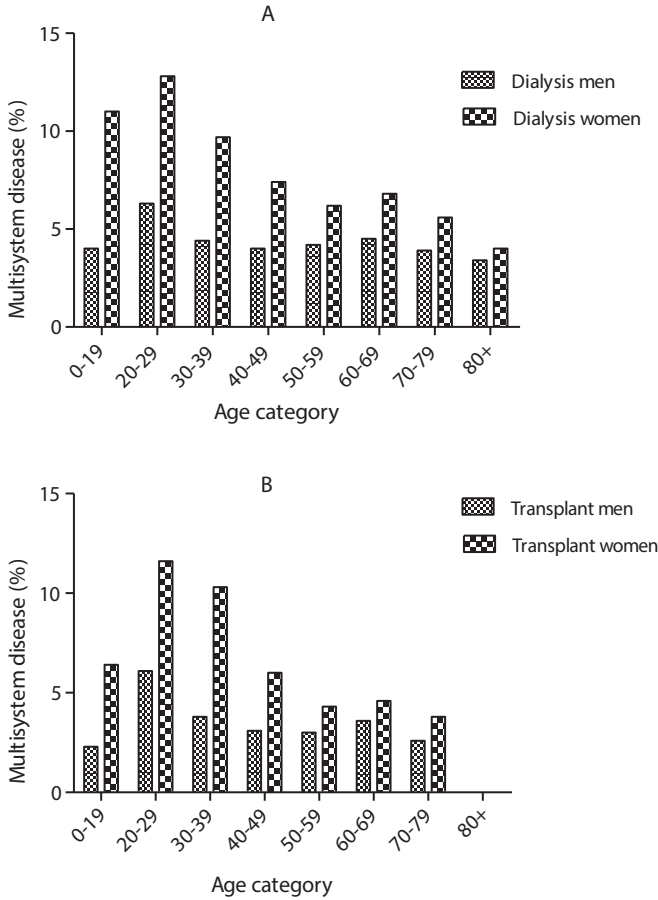 A
15
10
5
0
Multisystem disease (%)
Dialysis men
Dialysis women
0-19
20-29
30-39
40-49
50-59
60-69
70-79
80+
Age category
B
15
10
5
0
Multisystem disease (%)
Transplant men
Transplant women
0-19
20-29
30-39
40-49
50-59
60-69
70-79
80+
Age category